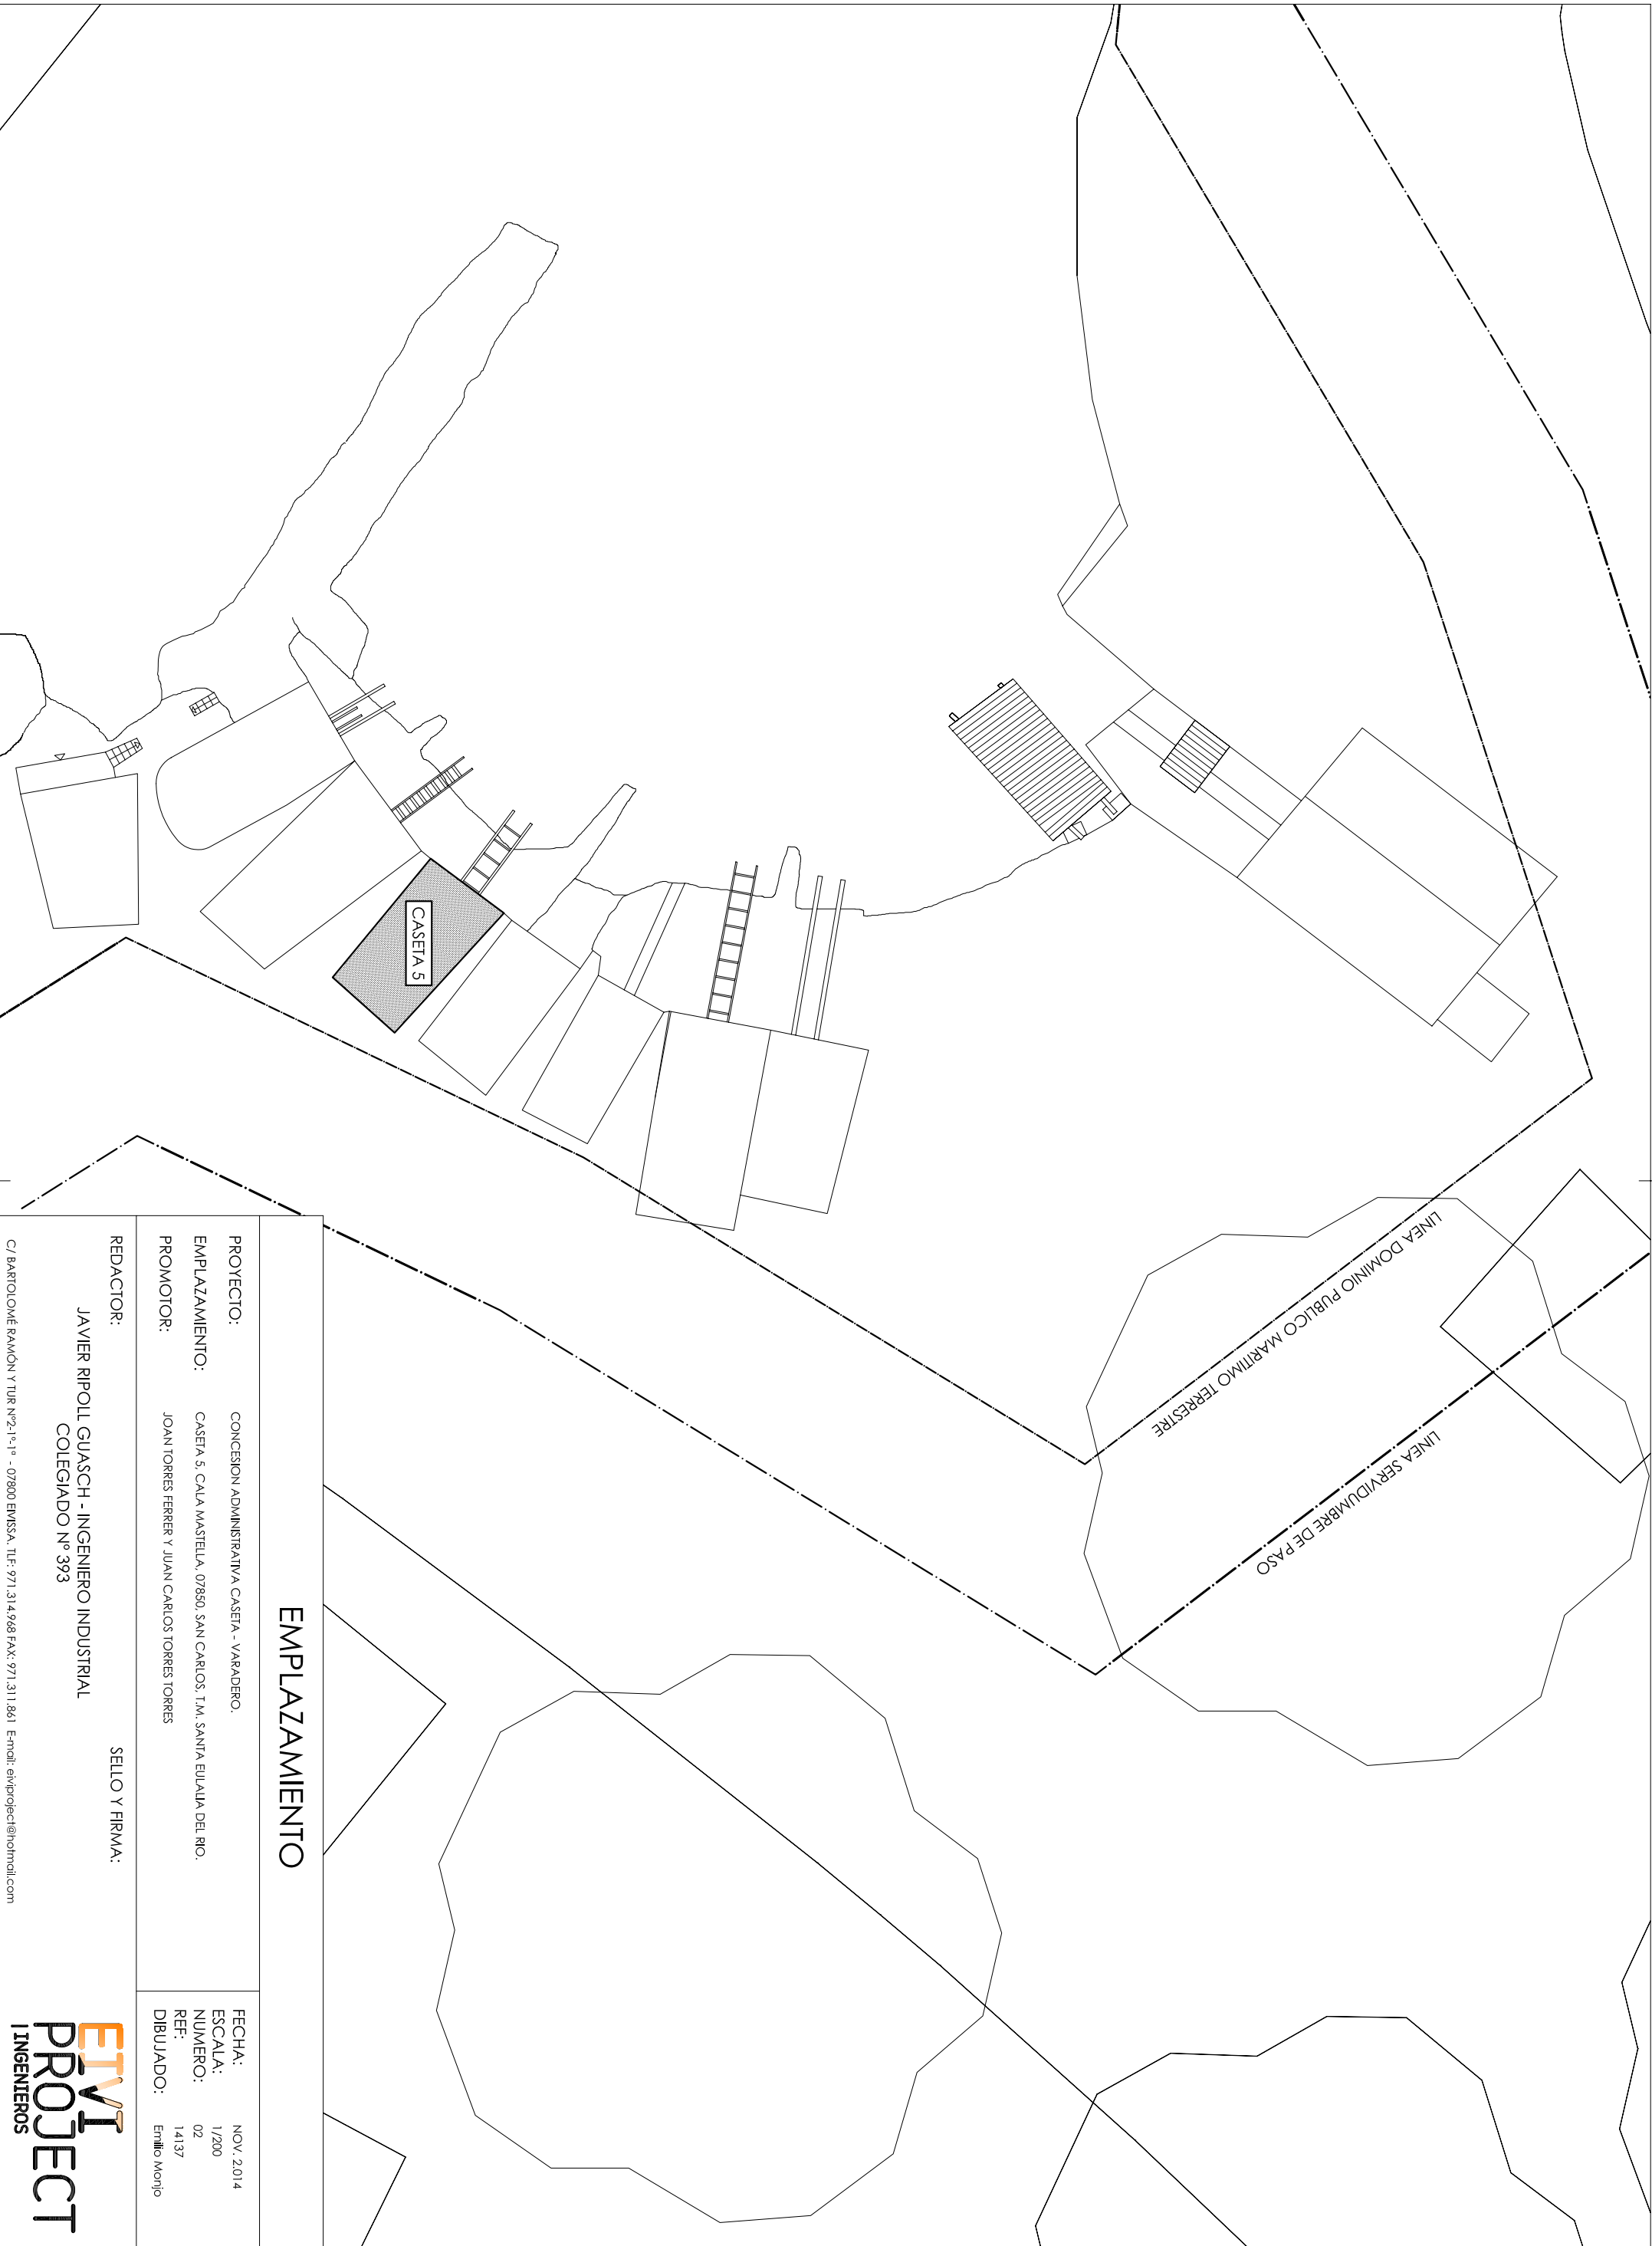 CASETA 5
LINEA DOMINIO PUBLICO MARITIMO TERRESTRE
LINEA SERVIDUMBRE DE PASO
EMPLAZAMIENTO
PROYECTO: CONCESION ADMINISTRATIVA CASETA - VARADERO.
EMPLAZAMIENTO: CASETA 5, CALA MASTELLA, 07850, SAN CARLOS, T.M. SANTA EULALIA DEL RIO.
PROMOTOR: JOAN TORRES FERRER Y JUAN CARLOS TORRES TORRES
FECHA: NOV. 2.014
ESCALA: 1/200
NUMERO: 02
REF: 14137
DIBUJADO: Emilio Monjo
REDACTOR: SELLO Y FIRMA:
JAVIER RIPOLL GUASCH - INGENIERO INDUSTRIAL
COLEGIADO Nº 393
C/ BARTOLOMÉ RAMÓN Y TUR Nº2-1º-1ª - 07800 EIVISSA. TLF: 971.314.968 FAX: 971.311.861 E-mail: eiviproject@hotmail.com
EIVI
PROJECT
| INGENIEROS